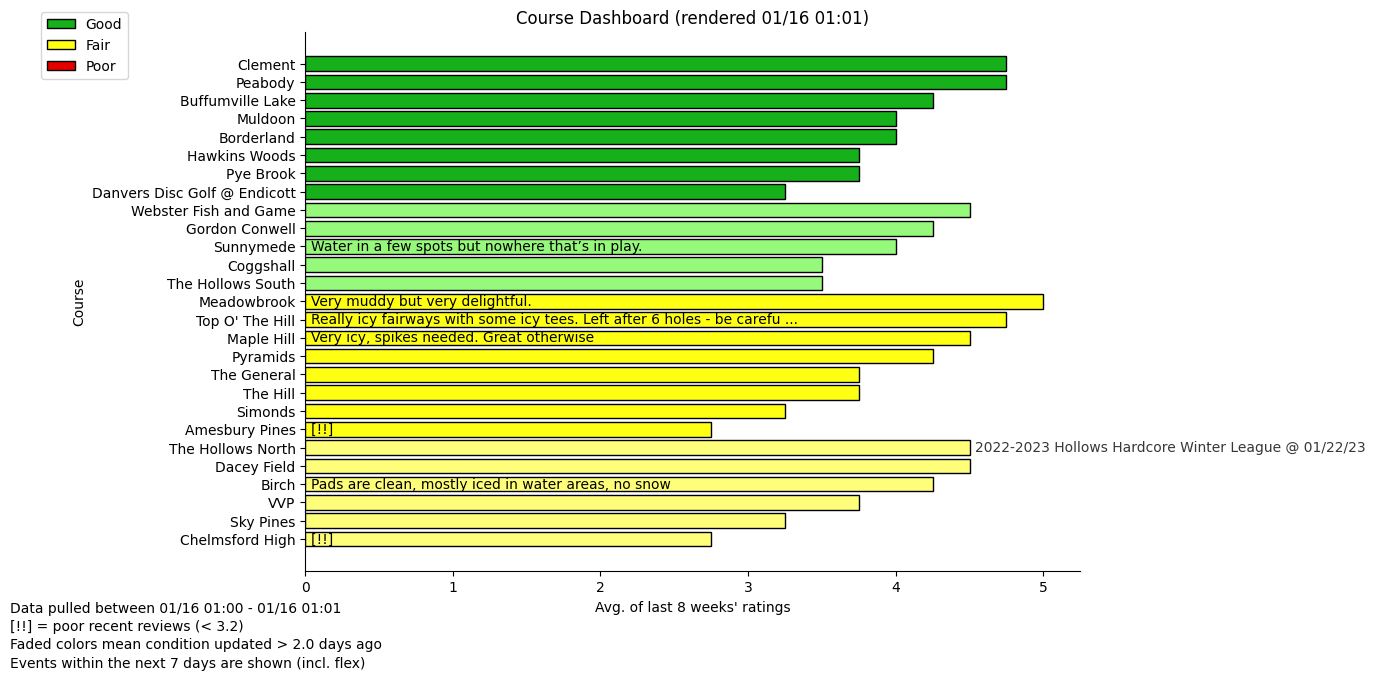 Good
Fair
Poor
Course Dashboard (rendered 01/16 01:01)
Course
Clement
Peabody
Buffumville Lake
Muldoon
Borderland
Hawkins Woods
Pye Brook
Danvers Disc Golf @ Endicott
Webster Fish and Game
Gordon Conwell
Sunnymede Water in a few spots but nowhere that’s in play.
Coggshall
The Hollows South
Meadowbrook Very muddy but very delightful.
Top O' The Hill Really icy fairways with some icy tees. Left after 6 holes - be carefu ...
Maple Hill Very icy, spikes needed. Great otherwise
Pyramids
The General
The Hill
Simonds
Amesbury Pines [!!]
The Hollows North 2022-2023 Hollows Hardcore Winter League @ 01/22/23
Dacey Field
Birch Pads are clean, mostly iced in water areas, no snow
VVP
Sky Pines
Chelmsford High [!!]
0 1 2 3 4 5
Avg. of last 8 weeks' ratings
Data pulled between 01/16 01:00 - 01/16 01:01
[!!] = poor recent reviews (< 3.2)
Faded colors mean condition updated > 2.0 days ago
Events within the next 7 days are shown (incl. flex)